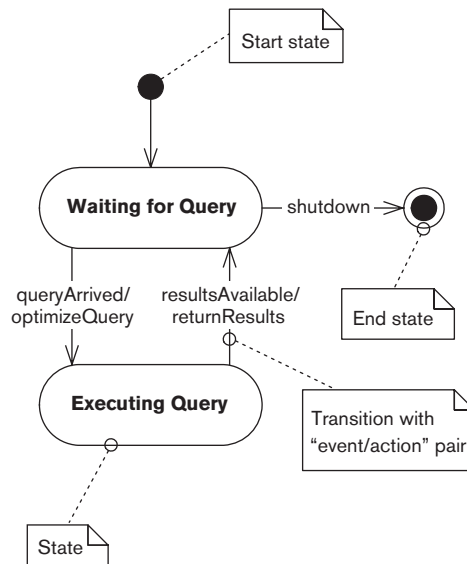 Start state
Waiting for Query
shutdown
queryArrived/
optimizeQuery
resultsAvailable/
returnResults
End state
Executing Query
Transition with
“event/action” pair
State